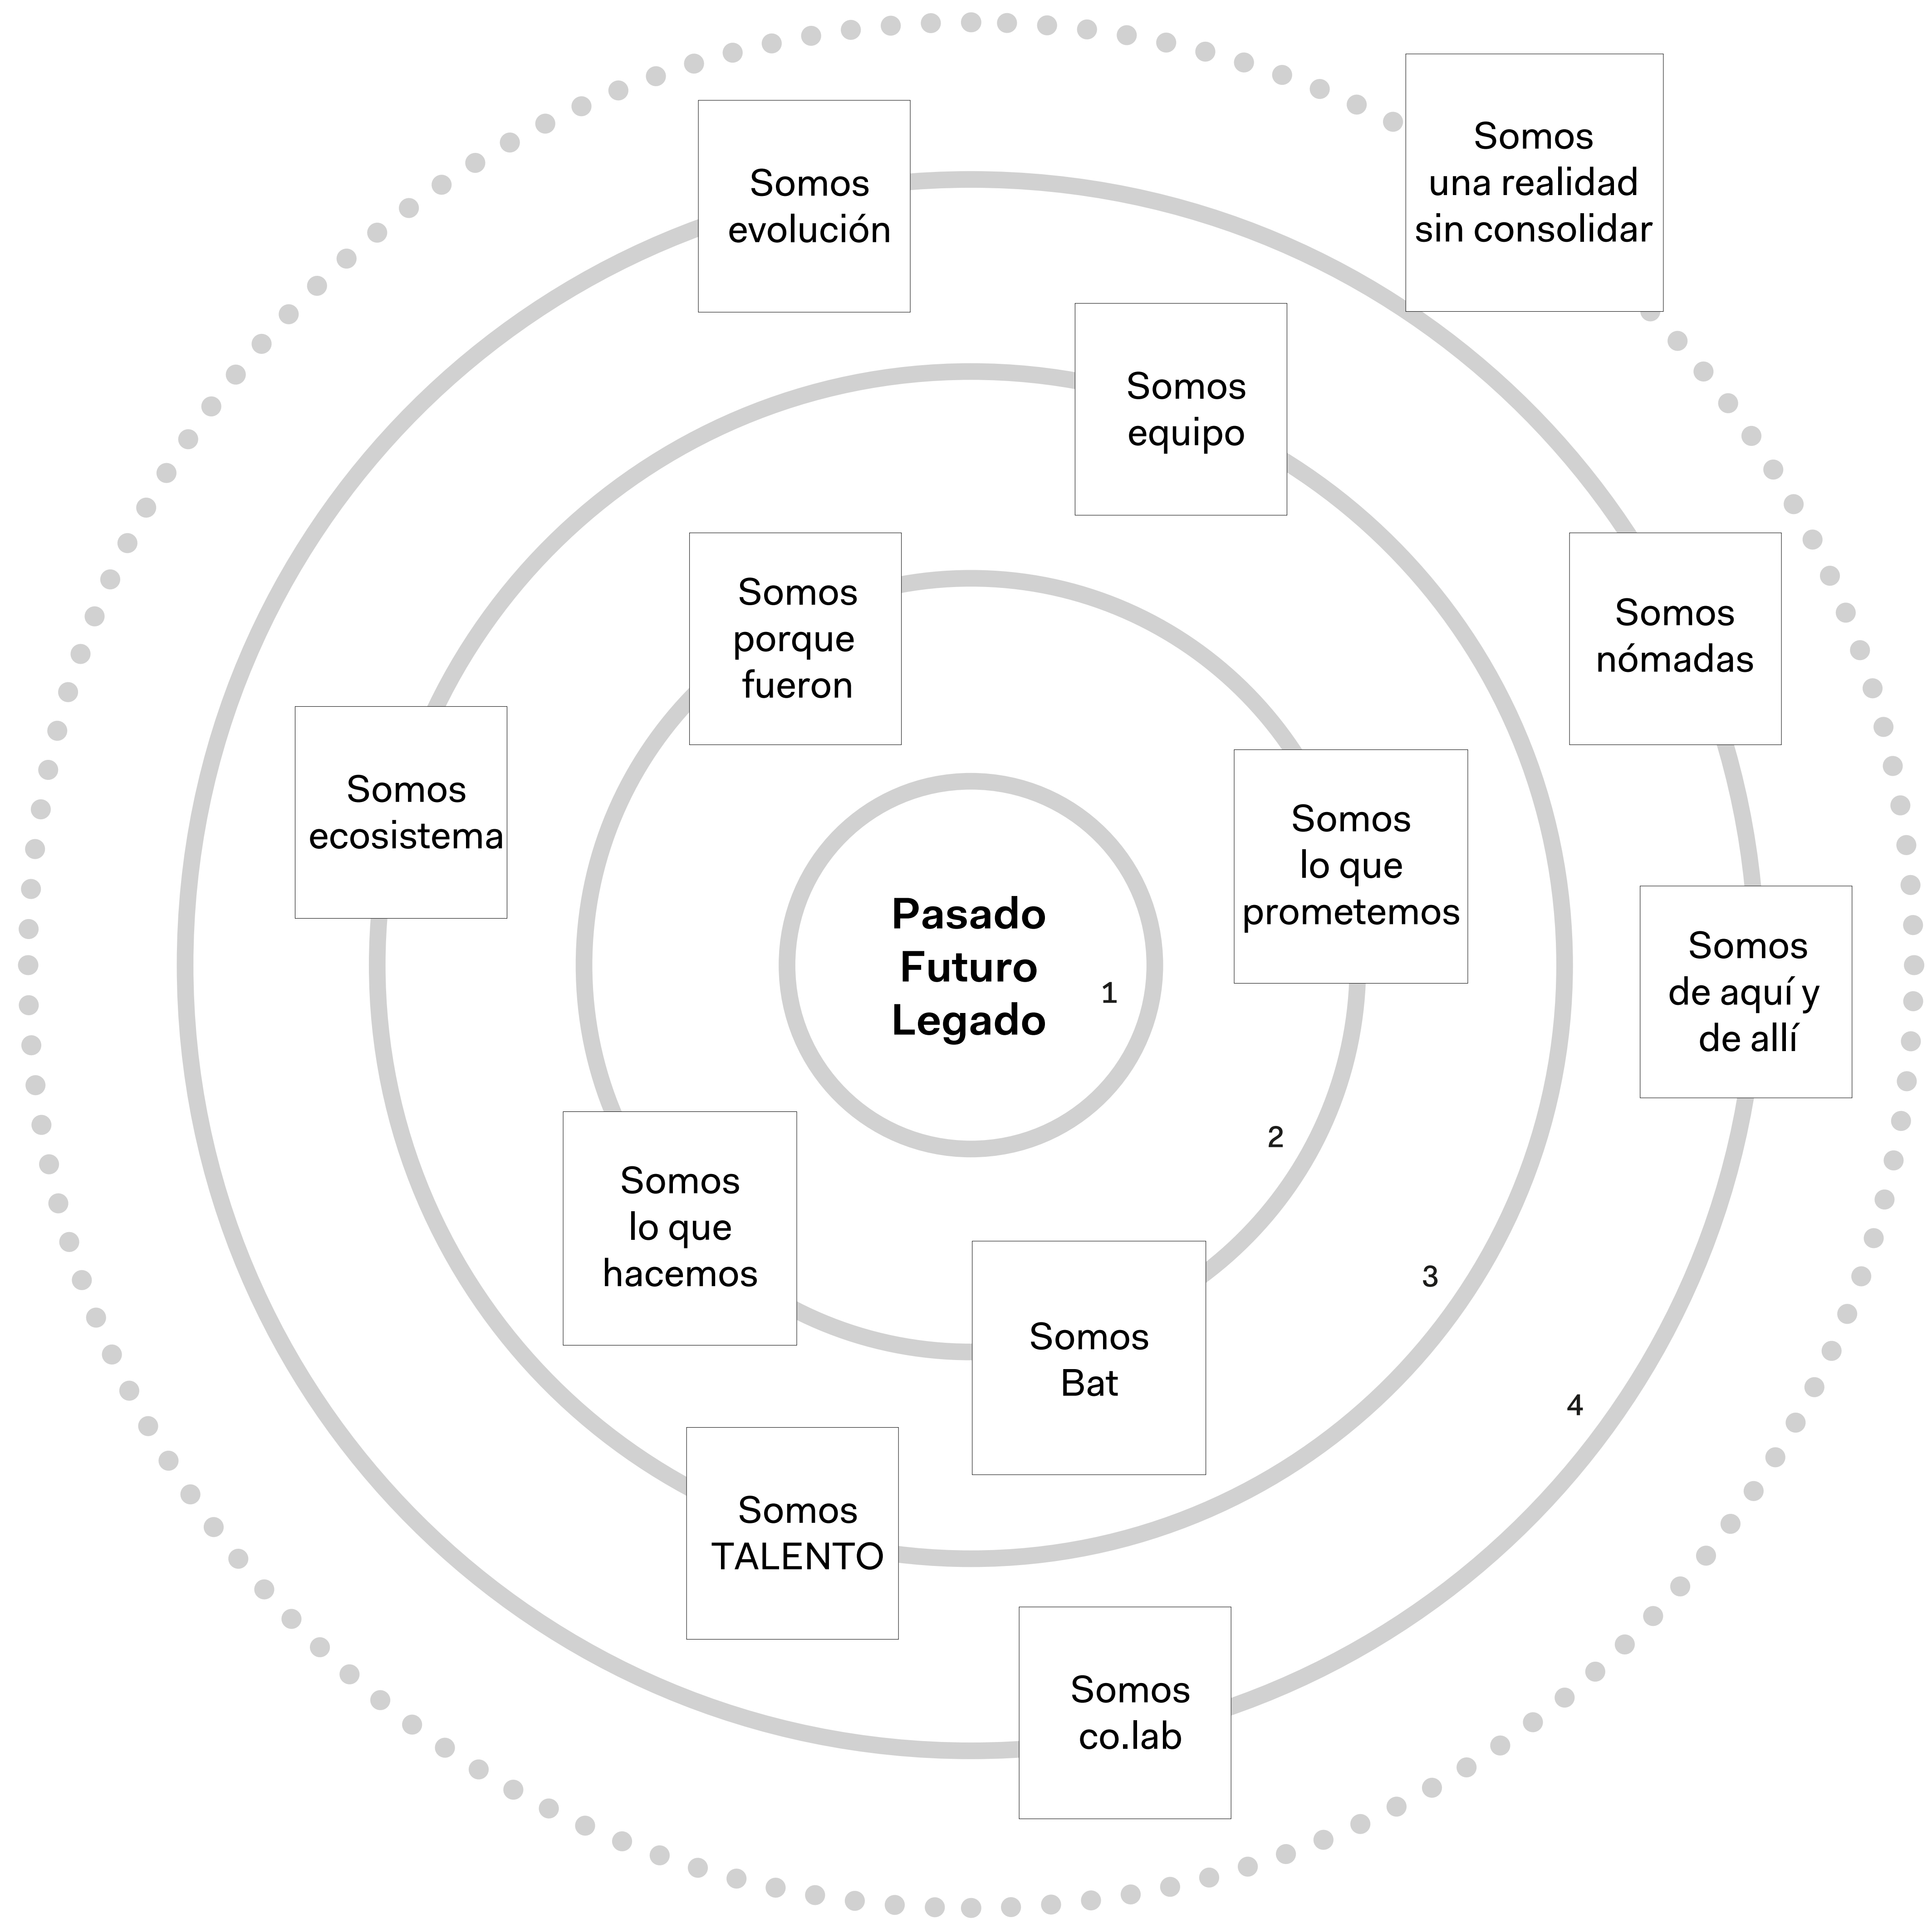 Somos
una realidad
sin consolidar
Somos
evolución
Somos
equipo
Somos
porque
fueron
Somos
nómadas
Somos
ecosistema
Somos
lo que
prometemos
Pasado
Futuro
Legado
1
Somos
de aquí y
de allí
2
Somos
lo que
hacemos
3
Somos
Bat
4
Somos
TALENTO
Somos
co.lab